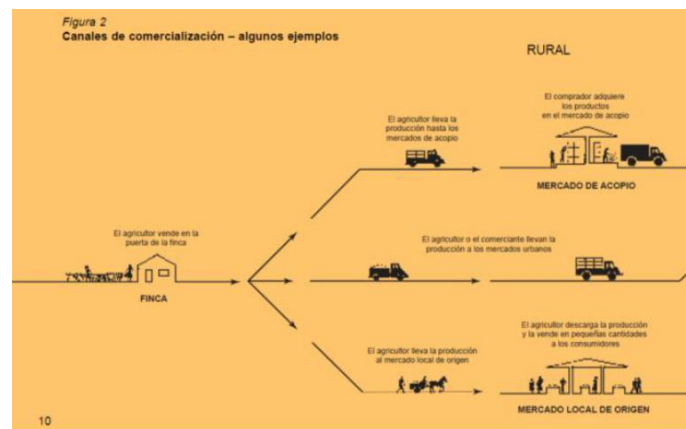 Figura 2
Canales de comercialización – algunos ejemplos
RURAL
El comprador adquiere
los productos
en el mercado de acopio
El agricultor lleva la
producción hasta los
mercados de acopio
MERCADO DE ACOPIO
El agricultor vende en la
puerta de la finca
El agricultor o el comerciante llevan la
producción a los mercados urbanos
FINCA
El agricultor descarga la producción
y la vende en pequeñas cantidades
a los consumidores
El agricultor lleva la producción
al mercado local de origen
MERCADO LOCAL DE ORIGEN
10